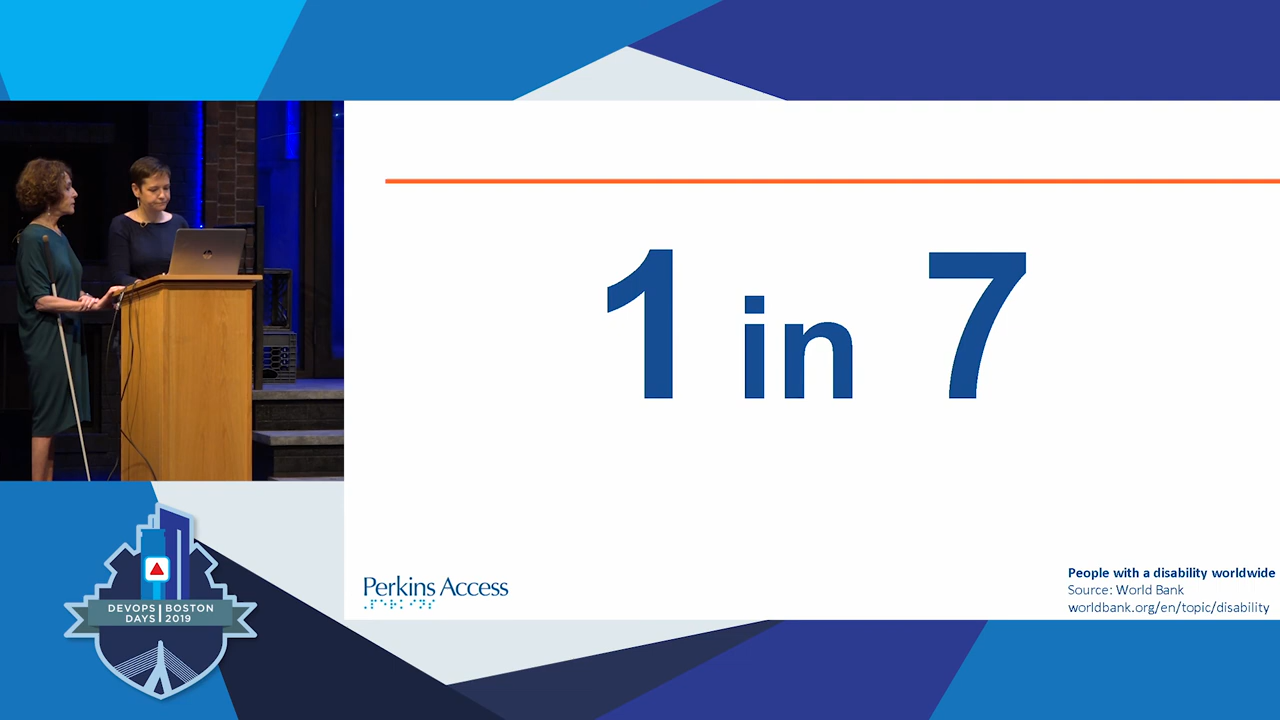 1 in 7
Perkins Access
People with a disability worldwide
Source: World Bank
worldbank.org/en/topic/disability
DEVOPS BOSTON
DAYS 2019